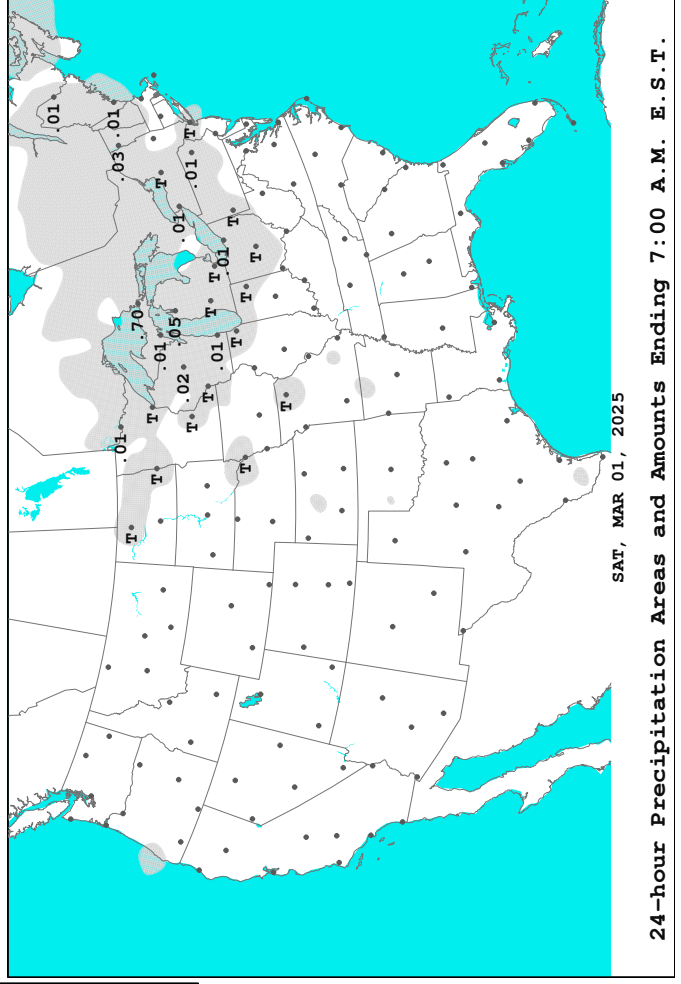 .01
.01
.03
.01
T
.70
T
T
.01
T
.05
.01
.02
T
.01
T
T
T
T
.01
.01
T
T
T
T
T
T
SAT, MAR 01, 2025
24-hour Precipitation Areas and Amounts Ending 7:00 A.M. E.S.T.